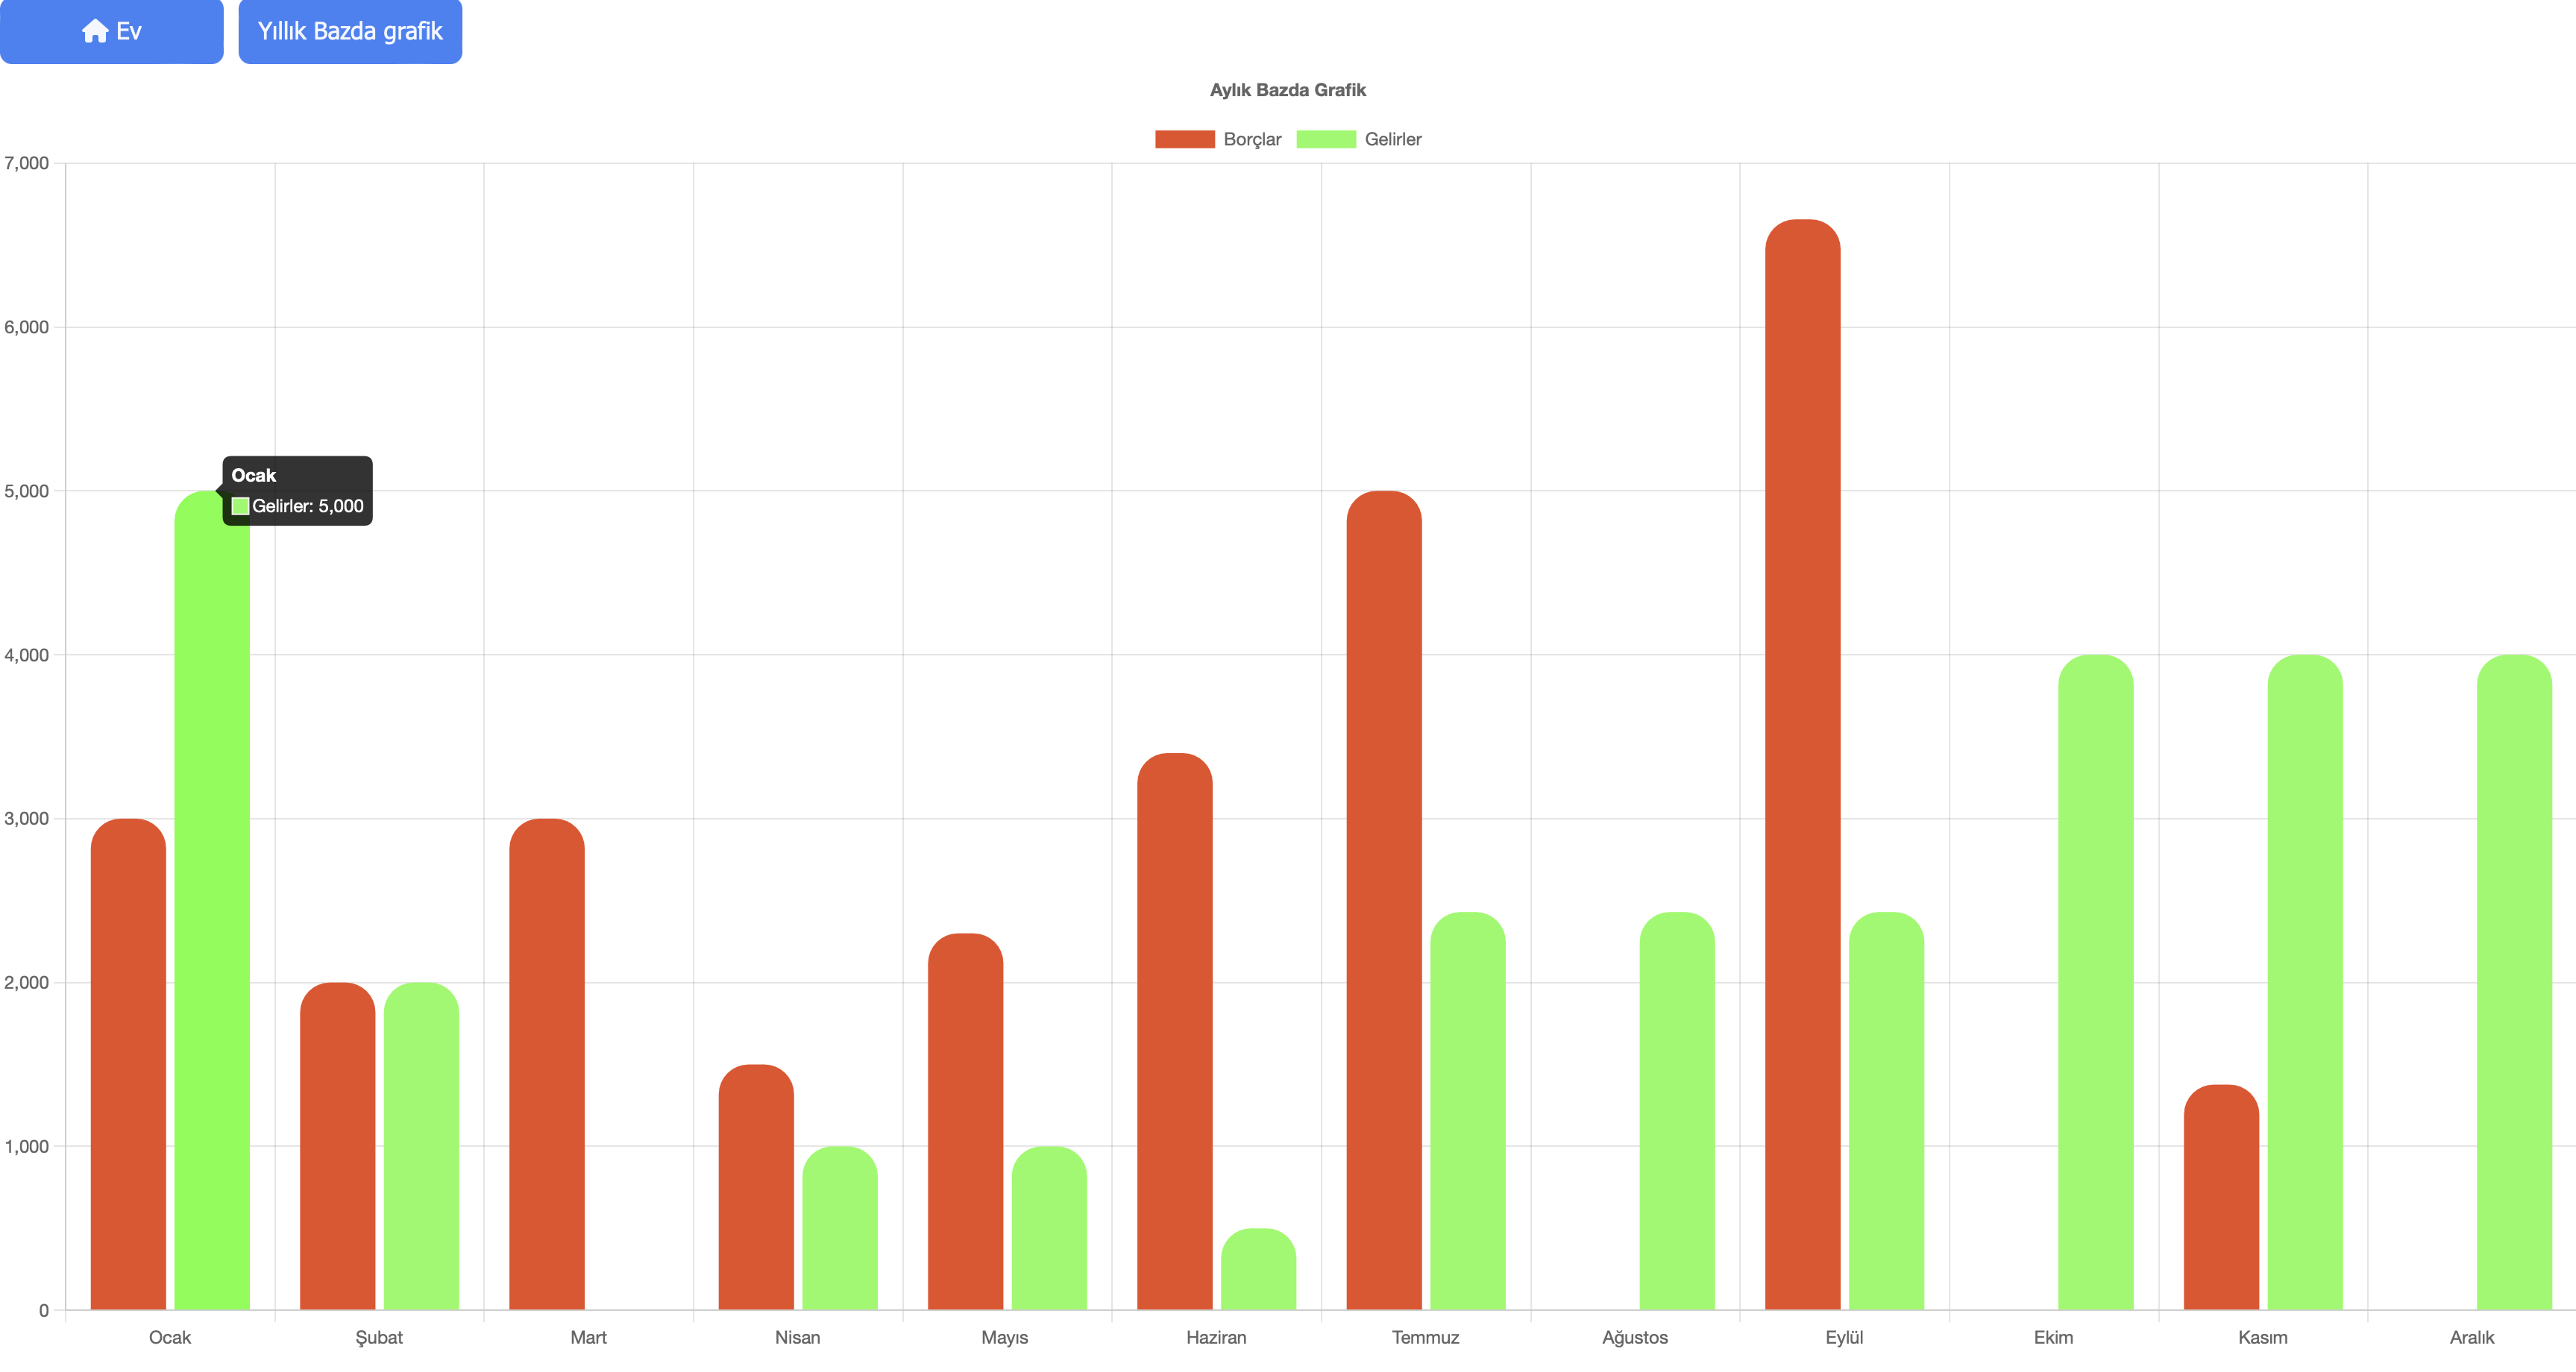 Ev
Yıllık Bazda grafik
Aylık Bazda Grafik
Borçlar
Gelirler
7,000
6,000
5,000
4,000
3,000
2,000
1,000
0
Ocak
Gelirler: 5,000
Ocak
Şubat
Mart
Nisan
Mayıs
Haziran
Temmuz
Ağustos
Eylül
Ekim
Kasım
Aralık